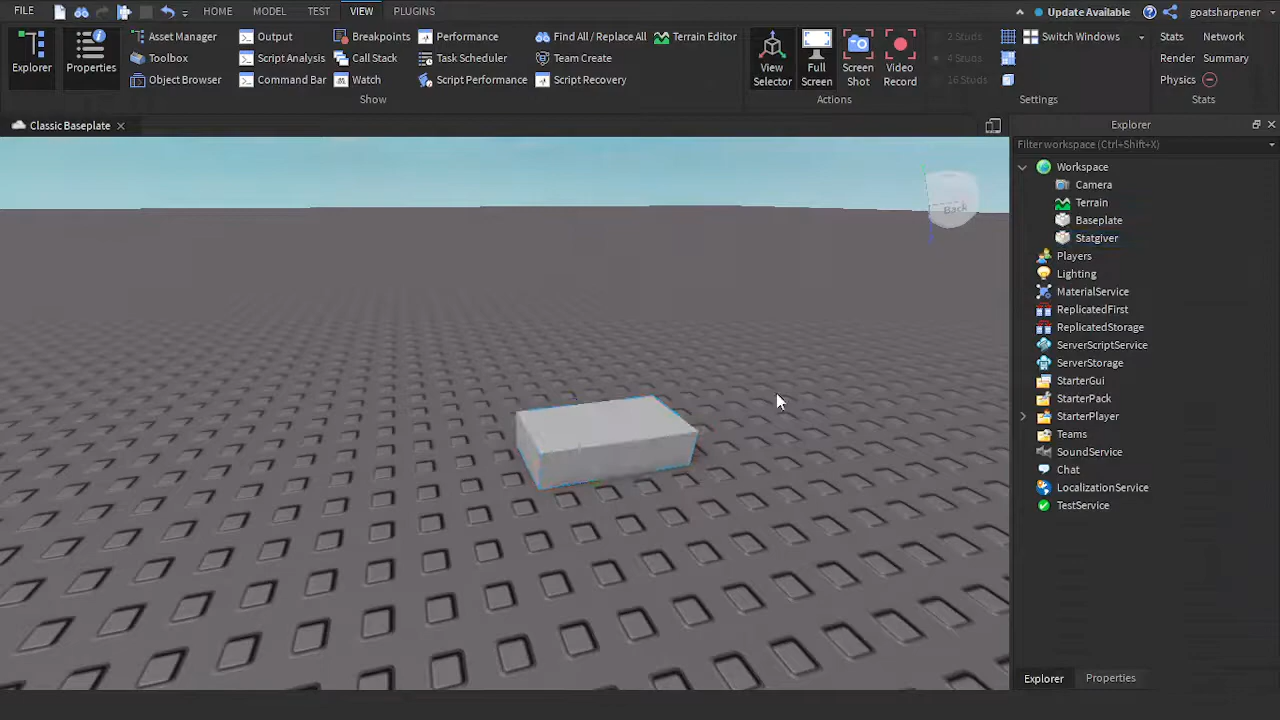 FILE HOME MODEL TEST VIEW PLUGINS Update Available goatsharpener
Explorer
Properties
Asset Manager
Toolbox
Object Browser
Output
Script Analysis
Command Bar
Breakpoints
Call Stack
Watch
Performance
Task Scheduler
Script Performance
Find All / Replace All
Team Create
Script Recovery
Terrain Editor
Show
View
Selector
Full
Screen
Screen
Shot
Video
Record
Actions
2 Studs
4 Studs
16 Studs
Switch Windows
Settings
Stats Network
Render Summary
Physics
Stats
Classic Baseplate
Back
Explorer
Filter workspace (Ctrl+Shift+X)
Workspace
Camera
Terrain
Baseplate
Statgiver
Players
Lighting
MaterialService
ReplicatedFirst
ReplicatedStorage
ServerScriptService
ServerStorage
StarterGui
StarterPack
StarterPlayer
Teams
SoundService
Chat
LocalizationService
TestService
Explorer Properties